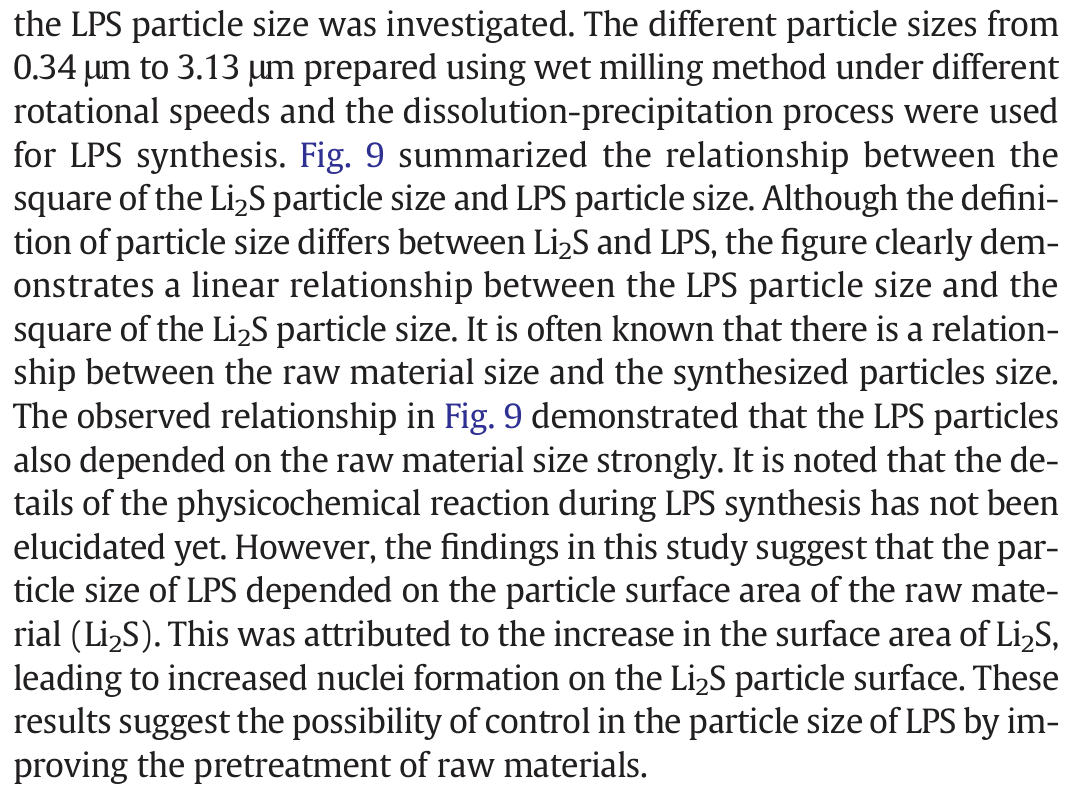 the LPS particle size was investigated. The different particle sizes from
0.34 μm to 3.13 μm prepared using wet milling method under different
rotational speeds and the dissolution-precipitation process were used
for LPS synthesis. Fig. 9 summarized the relationship between the
square of the Li₂S particle size and LPS particle size. Although the defini-
tion of particle size differs between Li₂S and LPS, the figure clearly dem-
onstrates a linear relationship between the LPS particle size and the
square of the Li₂S particle size. It is often known that there is a relation-
ship between the raw material size and the synthesized particles size.
The observed relationship in Fig. 9 demonstrated that the LPS particles
also depended on the raw material size strongly. It is noted that the de-
tails of the physicochemical reaction during LPS synthesis has not been
elucidated yet. However, the findings in this study suggest that the par-
ticle size of LPS depended on the particle surface area of the raw mate-
rial (Li₂S). This was attributed to the increase in the surface area of Li₂S,
leading to increased nuclei formation on the Li₂S particle surface. These
results suggest the possibility of control in the particle size of LPS by im-
proving the pretreatment of raw materials.